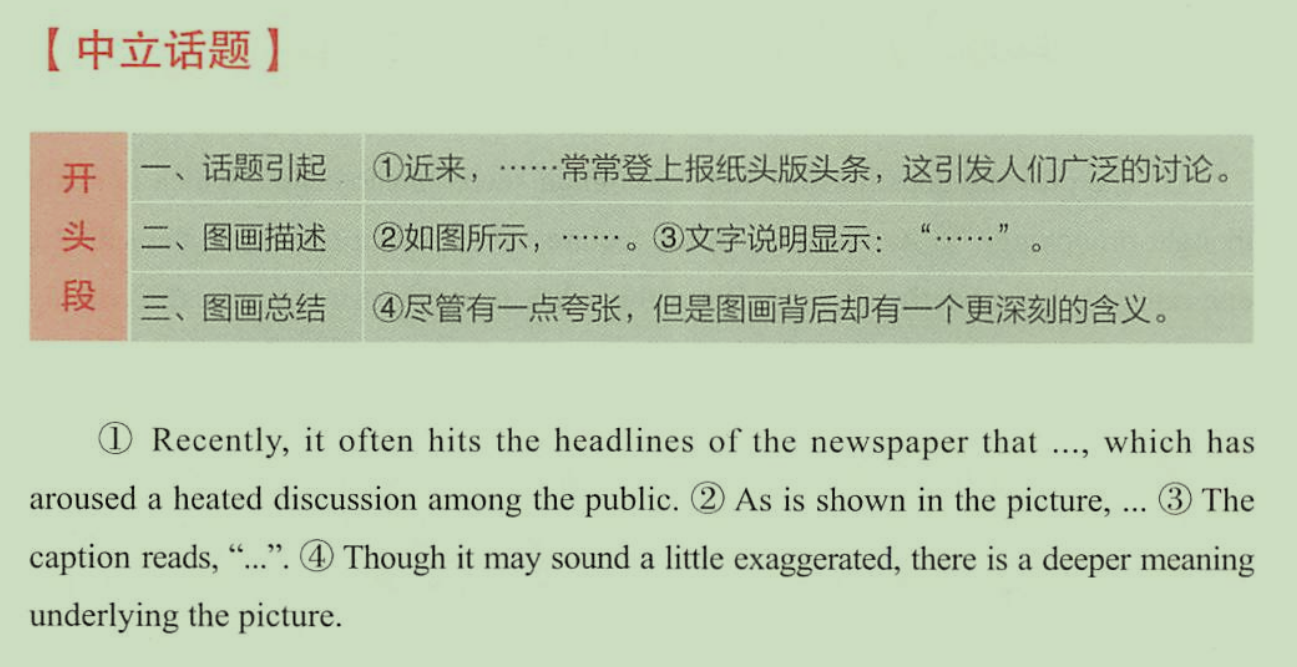 【中立话题】
开头段
一、话题引起 ①近来，……常常登上报纸头版头条，这引发人们广泛的讨论。
二、图画描述 ②如图所示，……。③文字说明显示：“……”。
三、图画总结 ④尽管有一点夸张，但是图画背后却有一个更深刻的含义。
① Recently, it often hits the headlines of the newspaper that ..., which has
aroused a heated discussion among the public. ② As is shown in the picture, ... ③ The
caption reads, “...”. ④ Though it may sound a little exaggerated, there is a deeper meaning
underlying the picture.